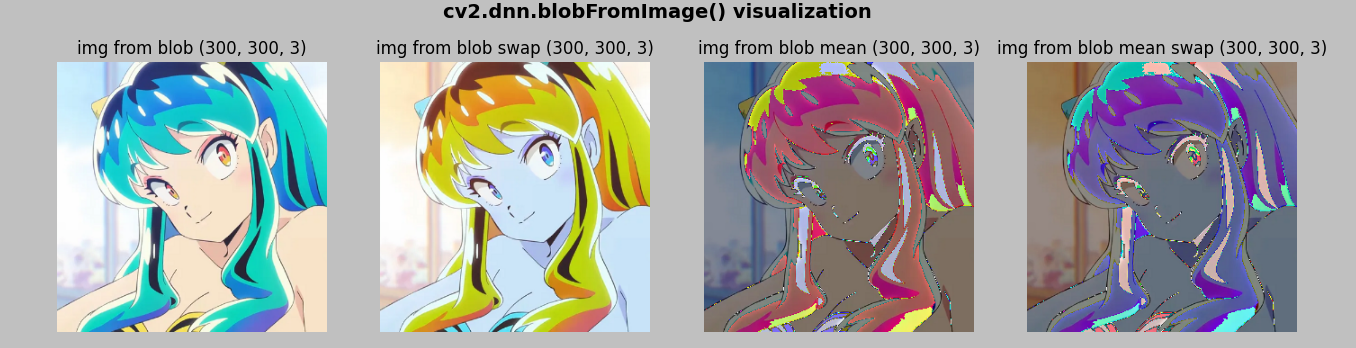 cv2.dnn.blobFromImage() visualization
img from blob (300, 300, 3)
img from blob swap (300, 300, 3)
img from blob mean (300, 300, 3)
img from blob mean swap (300, 300, 3)